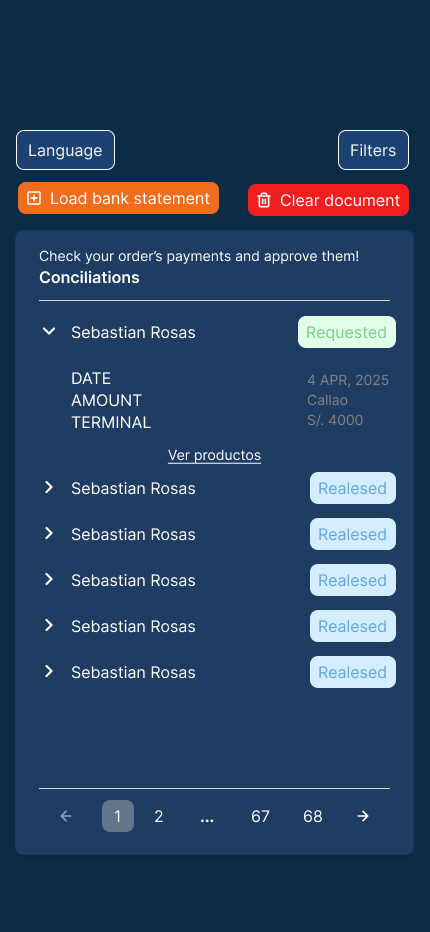 Language
Filters
Load bank statement
Clear document
Check your order's payments and approve them!
Conciliations
Sebastian Rosas
Requested
DATE
4 APR, 2025
AMOUNT
Callao
TERMINAL
S/. 4000
Ver productos
Sebastian Rosas
Realesed
Sebastian Rosas
Realesed
Sebastian Rosas
Realesed
Sebastian Rosas
Realesed
Sebastian Rosas
Realesed
1 2 ... 67 68